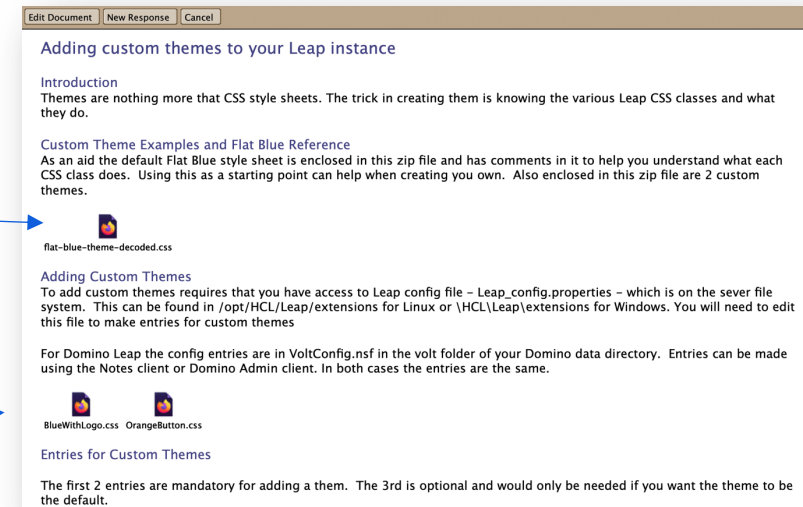 Edit Document New Response Cancel
Adding custom themes to your Leap instance
Introduction
Themes are nothing more that CSS style sheets. The trick in creating them is knowing the various Leap CSS classes and what
they do.
Custom Theme Examples and Flat Blue Reference
As an aid the default Flat Blue style sheet is enclosed in this zip file and has comments in it to help you understand what each
CSS class does. Using this as a starting point can help when creating you own. Also enclosed in this zip file are 2 custom
themes.
flat-blue-theme-decoded.css
Adding Custom Themes
To add custom themes requires that you have access to Leap config file - Leap_config.properties - which is on the sever file
system. This can be found in /opt/HCL/Leap/extensions for Linux or \HCL\Leap\extensions for Windows. You will need to edit
this file to make entries for custom themes
For Domino Leap the config entries are in VoltConfig.nsf in the volt folder of your Domino data directory. Entries can be made
using the Notes client or Domino Admin client. In both cases the entries are the same.
BlueWithLogo.css OrangeButton.css
Entries for Custom Themes
The first 2 entries are mandatory for adding a them. The 3rd is optional and would only be needed if you want the theme to be
the default.